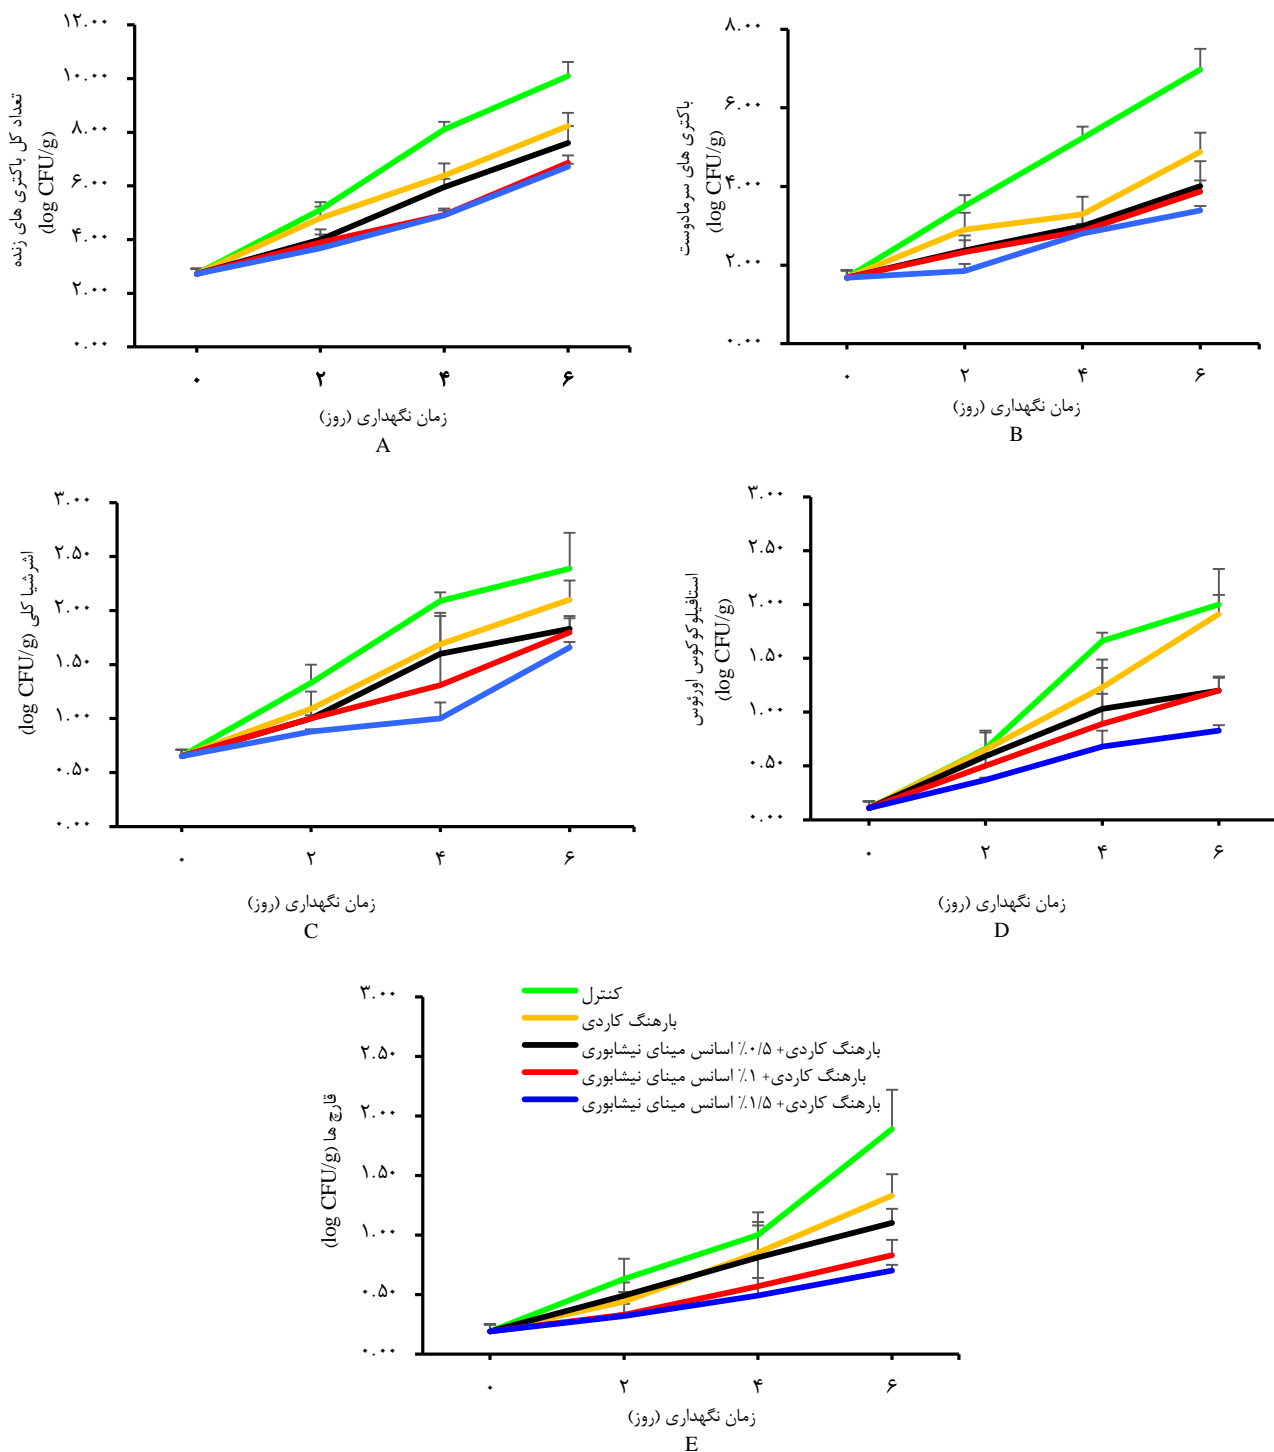 ۱۲.۰۰
۱۰.۰۰
۸.۰۰
۶.۰۰
۴.۰۰
۲.۰۰
۰.۰۰
تعداد کل باکتری های زنده
(log CFU/g)
۰ ۲ ۴ ۶
زمان نگهداری (روز)
A
۸.۰۰
۶.۰۰
۴.۰۰
۲.۰۰
۰.۰۰
باکتری های سرمادوست
(log CFU/g)
۰ ۲ ۴ ۶
زمان نگهداری (روز)
B
۳.۰۰
۲.۵۰
۲.۰۰
۱.۵۰
۱.۰۰
۰.۵۰
۰.۰۰
اشرشیا کلی (log CFU/g)
۰ ۲ ۴ ۶
زمان نگهداری (روز)
C
۳.۰۰
۲.۵۰
۲.۰۰
۱.۵۰
۱.۰۰
۰.۵۰
۰.۰۰
استافیلوکوکوس اورئوس
(log CFU/g)
۰ ۲ ۴ ۶
زمان نگهداری (روز)
D
۳.۰۰
۲.۵۰
۲.۰۰
۱.۵۰
۱.۰۰
۰.۵۰
۰.۰۰
قارچ ها (log CFU/g)
کنترل
بارهنگ کاردی
بارهنگ کاردی+ ۰/۵٪ اسانس مینای نیشابوری
بارهنگ کاردی+ ۱٪ اسانس مینای نیشابوری
بارهنگ کاردی+ ۱/۵٪ اسانس مینای نیشابوری
۰ ۲ ۴ ۶
زمان نگهداری (روز)
E